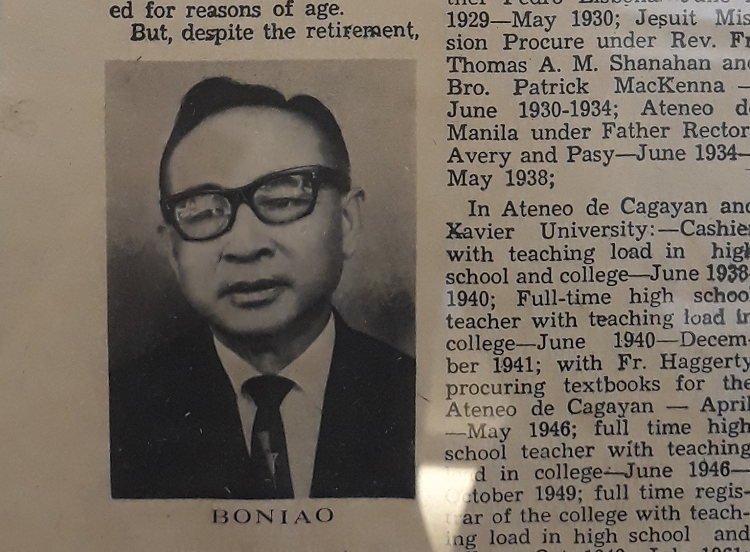 ed for reasons of age.
But, despite the retirement,
BONIAO
1929—May 1930; Jesuit Mis
sion Procure under Rev. Fr
Thomas A. M. Shanahan and
Bro. Patrick MacKenna —
June 1930-1934; Ateneo d
Manila under Father Rector
Avery and Pasy—June 1934—
May 1938;
In Ateneo de Cagayan and
Xavier University:—Cashier
with teaching load in high
school and college—June 1938-
1940; Full-time high schoo
teacher with teaching load in
college—June 1940—Decem-
ber 1941; with Fr. Haggerty
procuring textbooks for the
Ateneo de Cagayan — April
—May 1946; full time high
school teacher with teaching
in college—June 1946—
October 1949; full time regis-
of the college with teach-
ing load in high school and